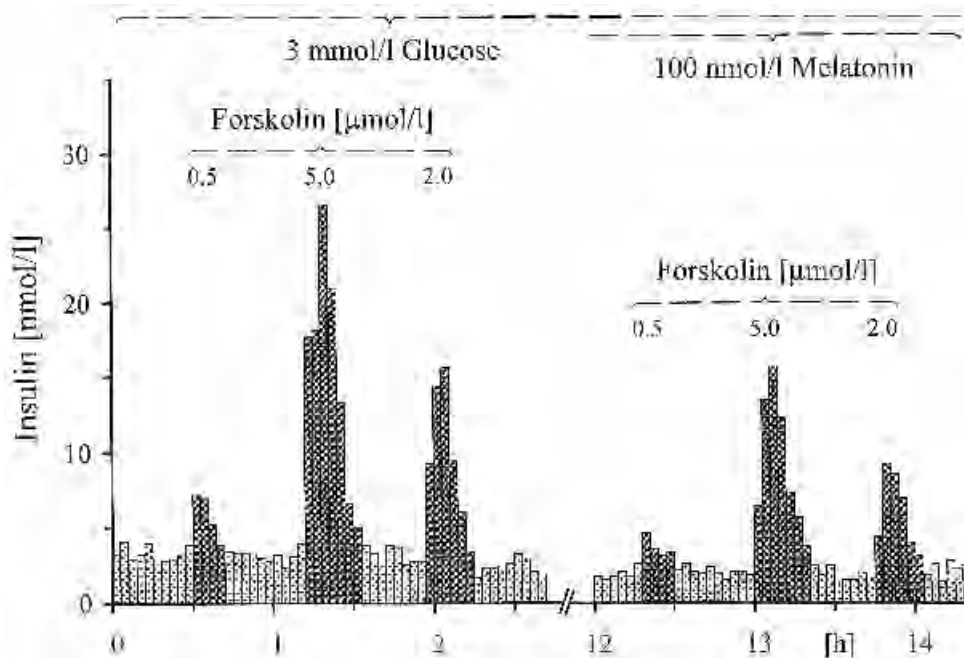 3 mmol/l Glucose
100 nmol/l Melatonin
Forskolin [μmol/l]
0.5 5.0 2.0
Forskolin [μmol/l]
0.5 5.0 2.0
Insulin [nmol/l]
30
20
10
0
0 1 2 12 13 [h] 14